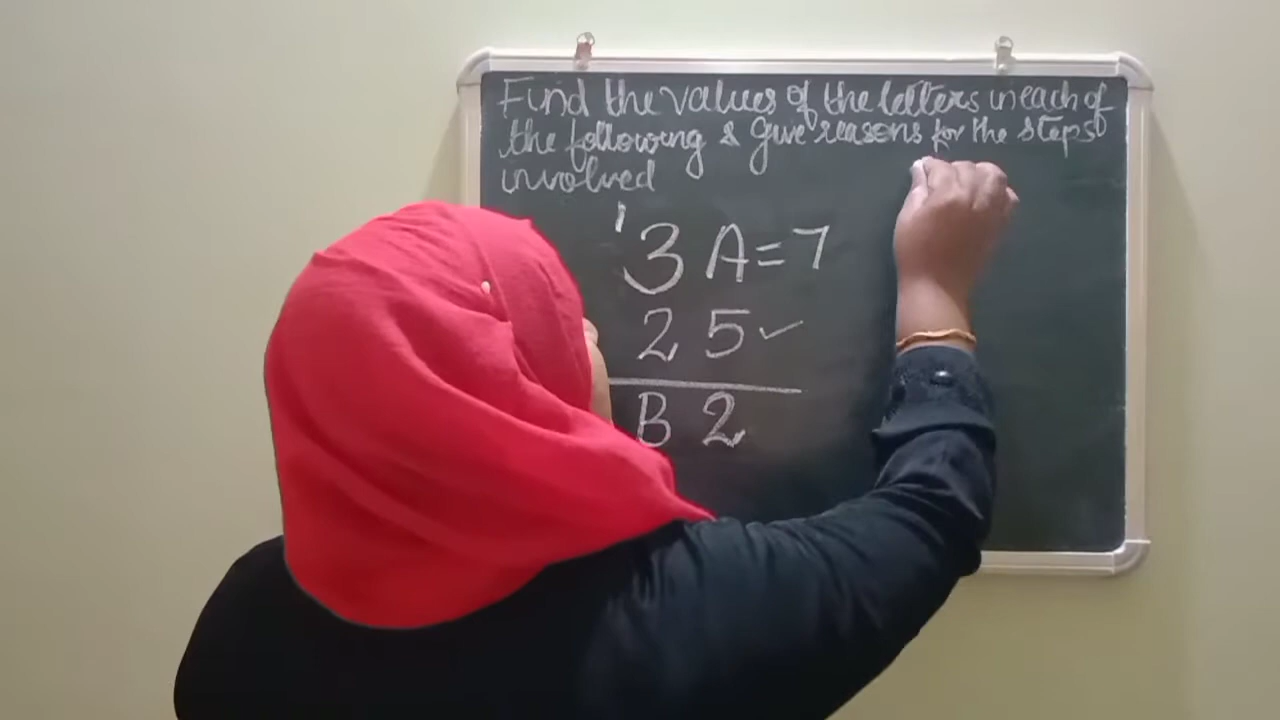 Find the values of the letters in each of
the following & give reasons for the steps
involved
1
3 A = 7
2 5 ✓
B 2